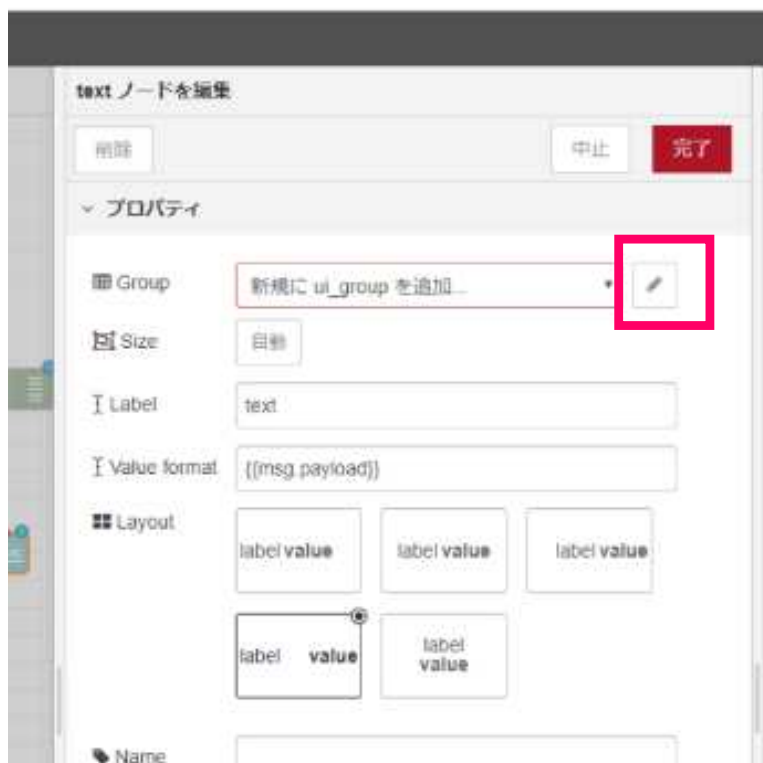 text ノードを編集
削除 中止 完了
プロパティ
Group 新規に ui_group を追加...
Size 自動
Label text
Value format {{msg.payload}}
Layout label value label value label value
label value label
value
Name